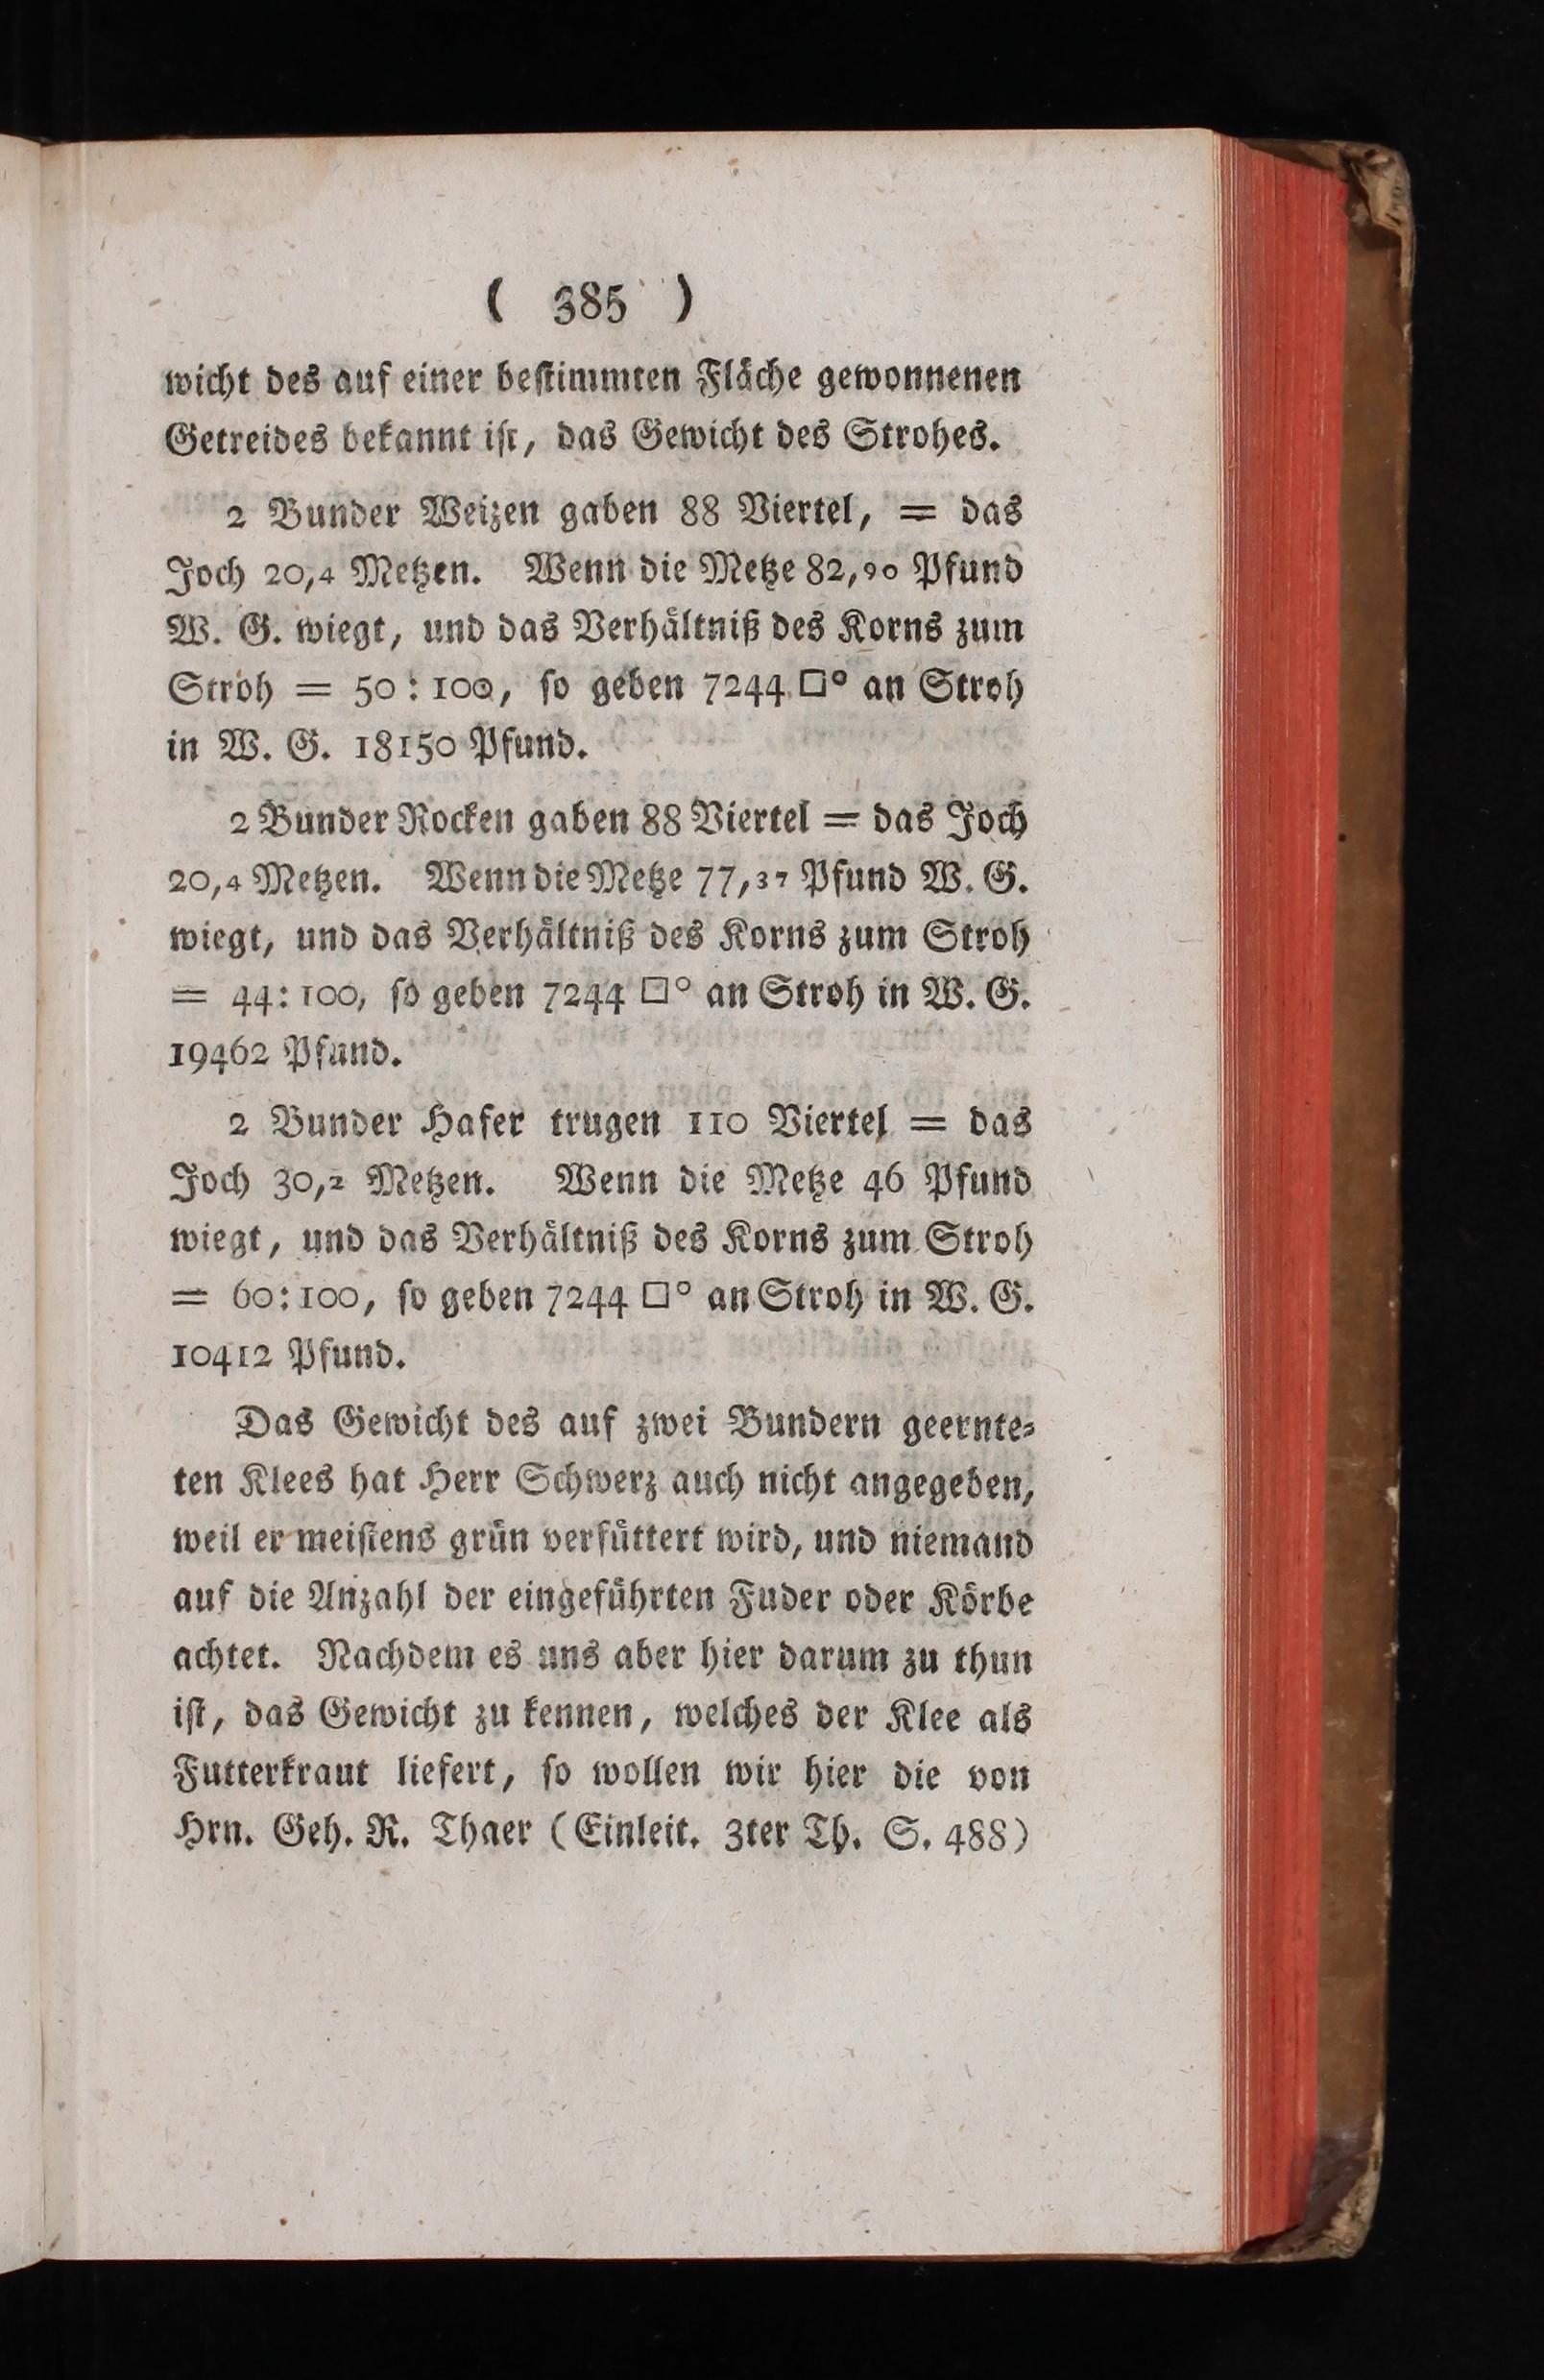 ( 385 )
wicht des auf einer beſtimmten Fläche gewonnenen
Getreides bekannt iſt, das Gewicht des Strohes.
2 Bunder Weizen gaben 88 Viertel, = das
Joch 20,4 Metzen. Wenn die Metze 82,90 Pfund
W. G. wiegt, und das Verhältniß des Korns zum
Stroh = 50:100, ſo geben 7244 □° an Stroh
in W. G. 18150 Pfund.
2 Bunder Rocken gaben 88 Viertel = das Joch
20,4 Metzen. Wenn die Metze 77,37 Pfund W. G.
wiegt, und das Verhältniß des Korns zum Stroh
= 44:100, ſo geben 7244 □° an Stroh in W. G.
19462 Pfund.
2 Bunder Hafer trugen 110 Viertel = das
Joch 30,2 Metzen. Wenn die Metze 46 Pfund
wiegt, und das Verhältniß des Korns zum Stroh
= 60:100, ſo geben 7244 □° an Stroh in W. G.
10412 Pfund.
Das Gewicht des auf zwei Bundern geernte⸗
ten Klees hat Herr Schwerz auch nicht angegeben,
weil er meiſtens grün verfüttert wird, und niemand
auf die Anzahl der eingeführten Fuder oder Körbe
achtet. Nachdem es uns aber hier darum zu thun
iſt, das Gewicht zu kennen, welches der Klee als
Futterkraut liefert, ſo wollen wir hier die von
Hrn. Geh. R. Thaer (Einleit. 3ter Th. S. 488)